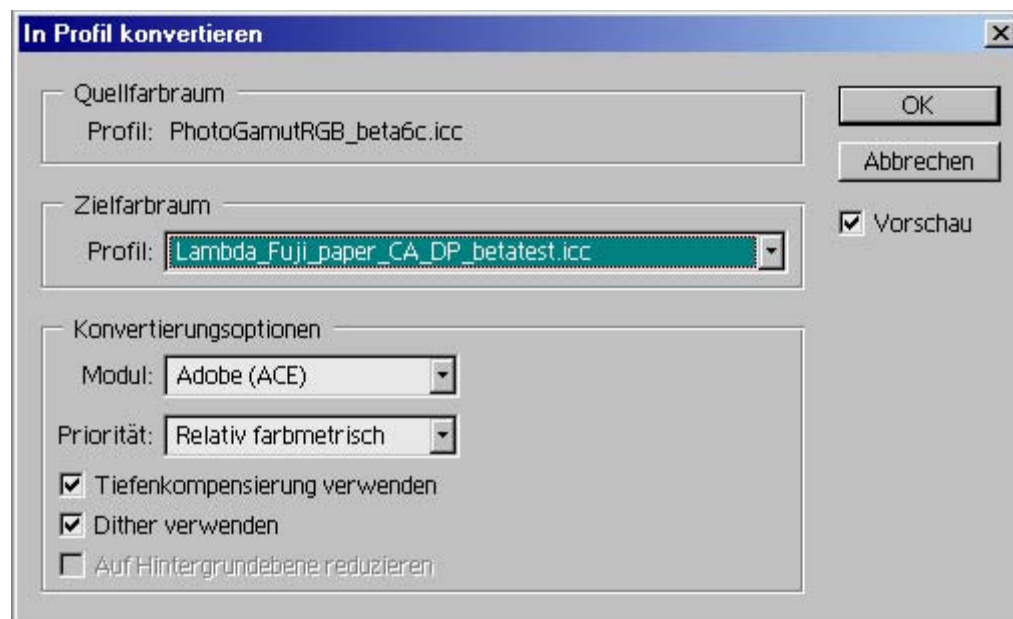 In Profil konvertieren
Quellfarbraum
Profil: PhotoGamutRGB_beta6c.icc
OK
Abbrechen
Vorschau
Zielfarbraum
Profil: Lambda_Fuji_paper_CA_DP_betatest.icc
Konvertierungsoptionen
Modul: Adobe (ACE)
Priorität: Relativ farbmetrisch
Tiefenkompensierung verwenden
Dither verwenden
Auf Hintergrundebene reduzieren